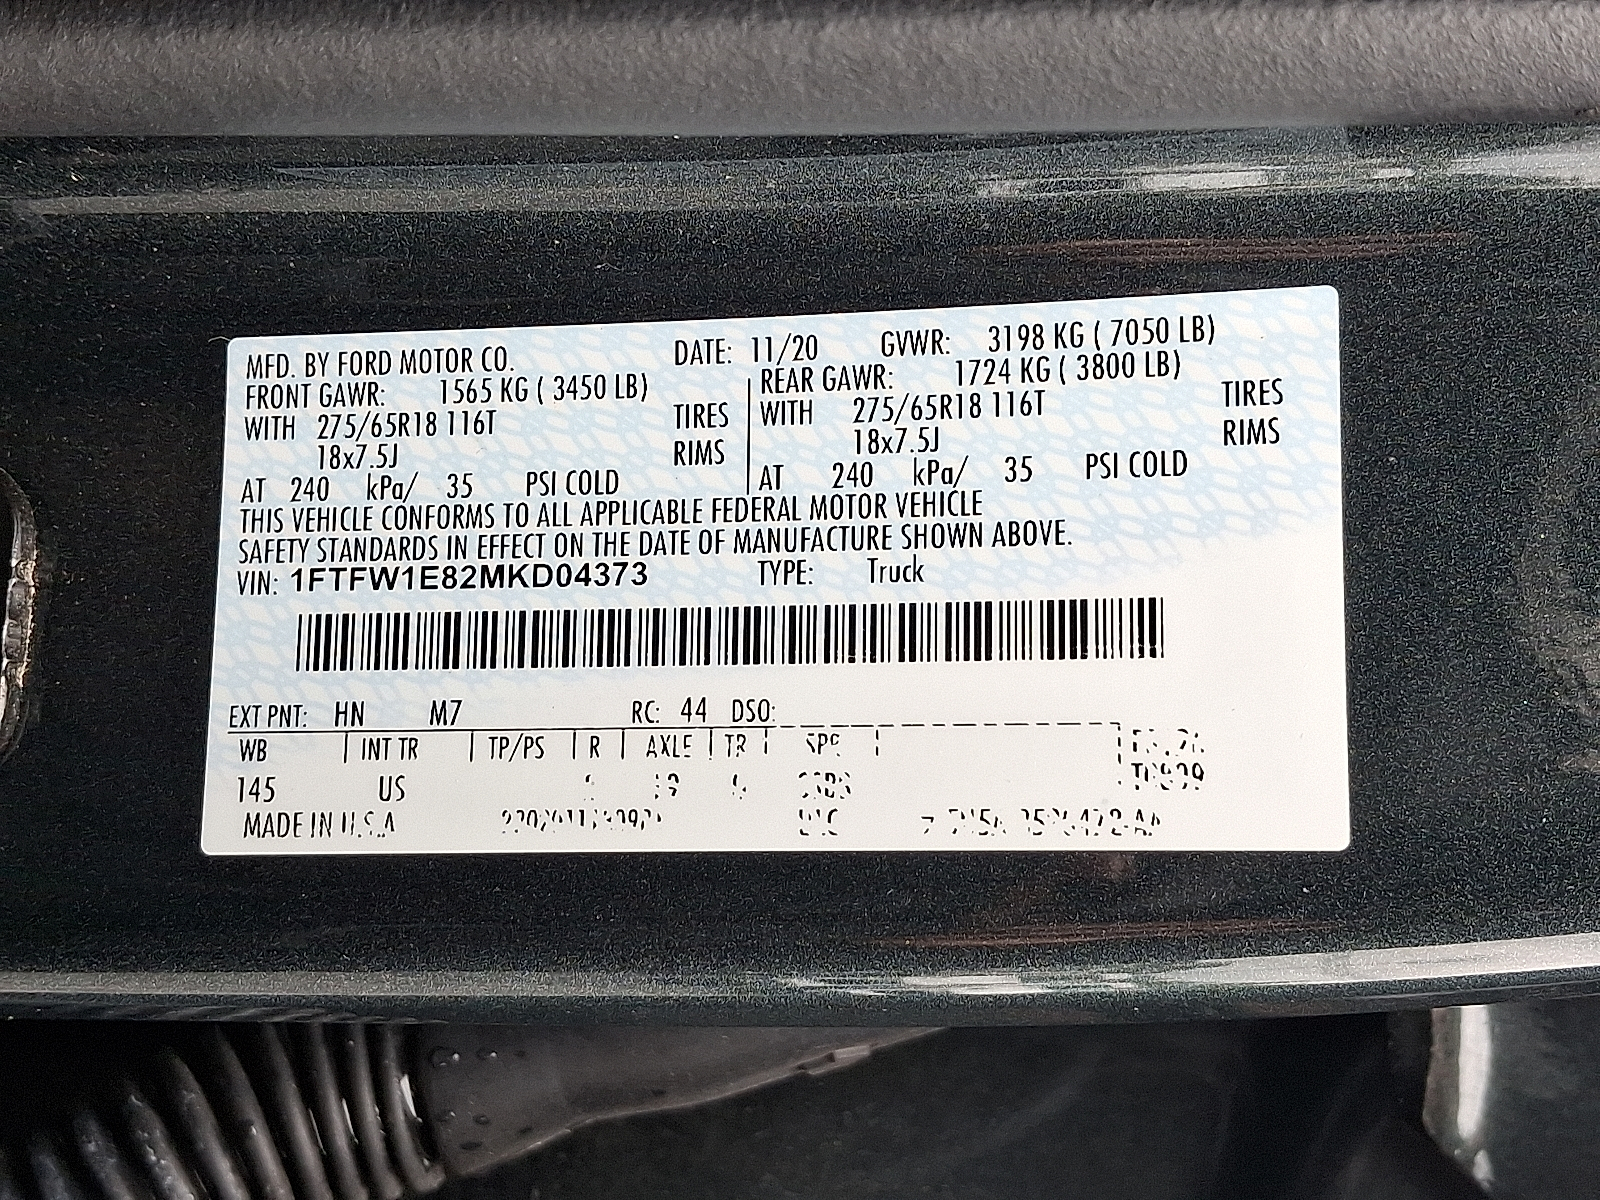 MFD. BY FORD MOTOR CO. DATE: 11/20 GVWR: 3198 KG ( 7050 LB)
FRONT GAWR: 1565 KG ( 3450 LB) REAR GAWR: 1724 KG ( 3800 LB)
WITH 275/65R18 116T TIRES WITH 275/65R18 116T TIRES
18x7.5J RIMS 18x7.5J RIMS
AT 240 kPa/ 35 PSI COLD AT 240 kPa/ 35 PSI COLD
THIS VEHICLE CONFORMS TO ALL APPLICABLE FEDERAL MOTOR VEHICLE
SAFETY STANDARDS IN EFFECT ON THE DATE OF MANUFACTURE SHOWN ABOVE.
VIN: 1FTFW1E82MKD04373 TYPE: Truck
EXT PNT: HN M7 RC: 44 DSO:
WB INT TR TP/PS R AXLE TR SPR
145 US
MADE IN U.S.A